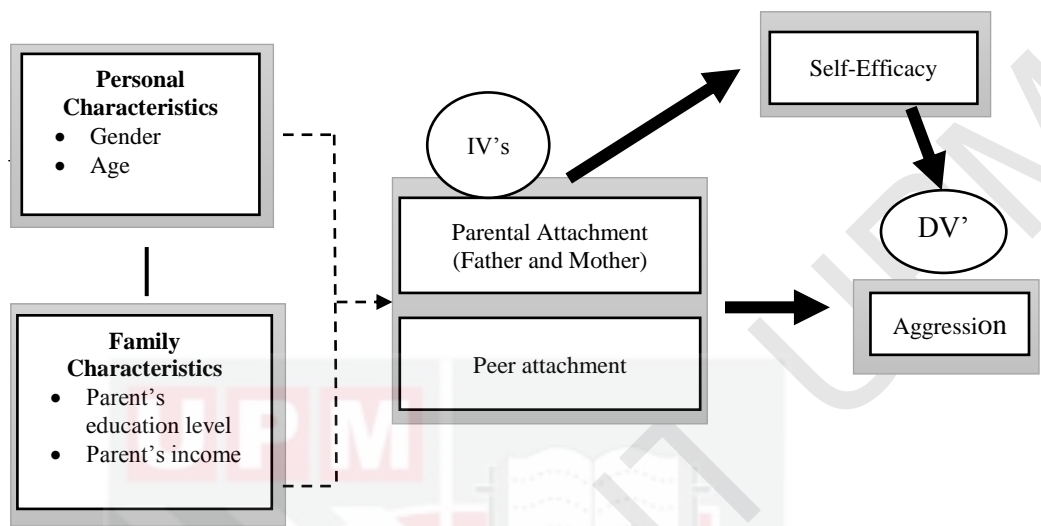 Personal
Characteristics
• Gender
• Age
Family
Characteristics
• Parent's
education level
• Parent's income
IV's
Parental Attachment
(Father and Mother)
Peer attachment
Self-Efficacy
DV'
Aggression
UPM